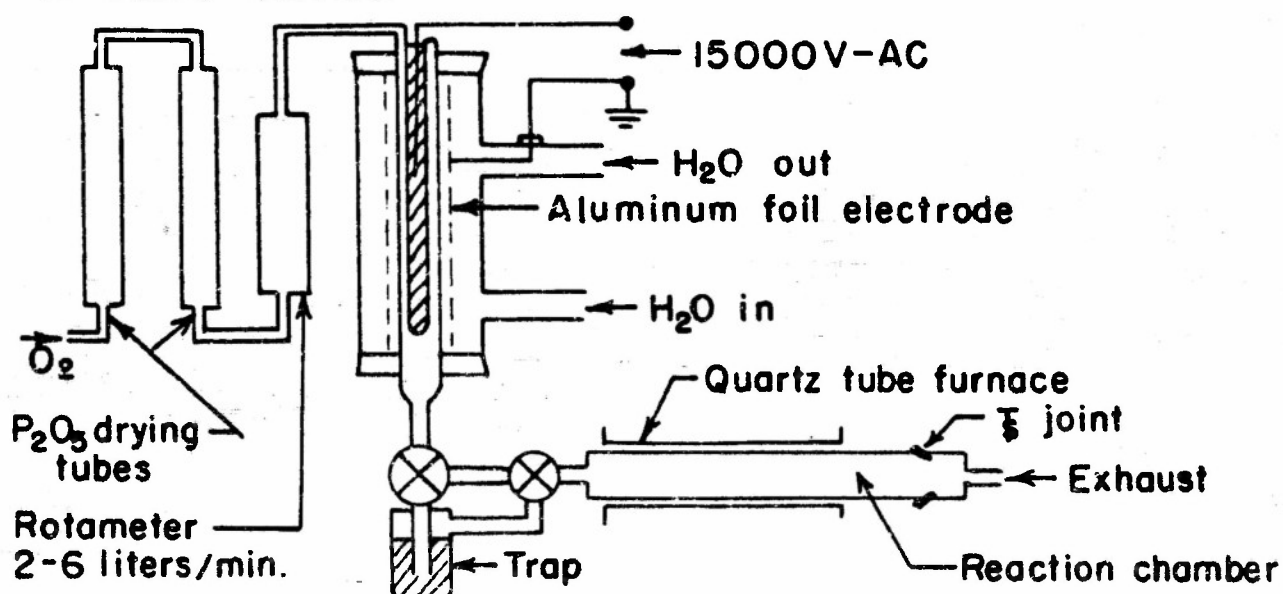 15000V-AC
H₂O out
Aluminum foil electrode
H₂O in
O₂
Quartz tube furnace
joint
P₂O₅ drying
tubes
Exhaust
Rotameter
2-6 liters/min.
Trap
Reaction chamber